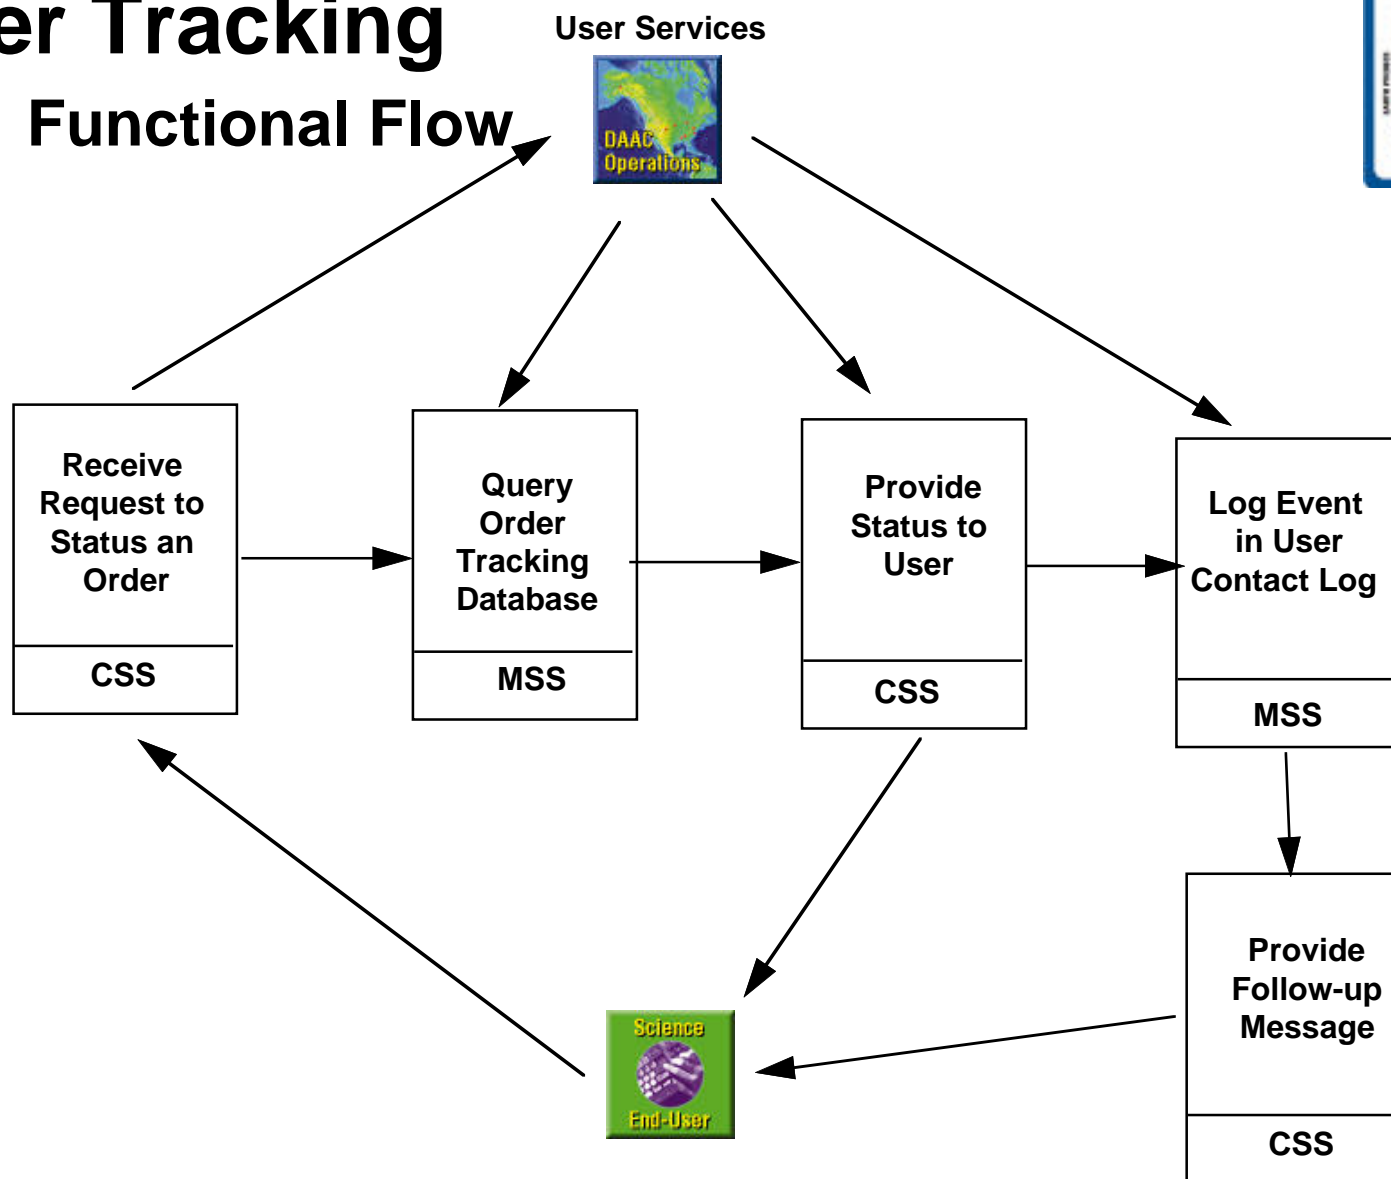 er Tracking
Functional Flow
User Services
DAAC
Operations
Receive
Request to
Status an
Order
CSS
Query
Order
Tracking
Database
MSS
Provide
Status to
User
CSS
Log Event
in User
Contact Log
MSS
Provide
Follow-up
Message
CSS
Science
End-User